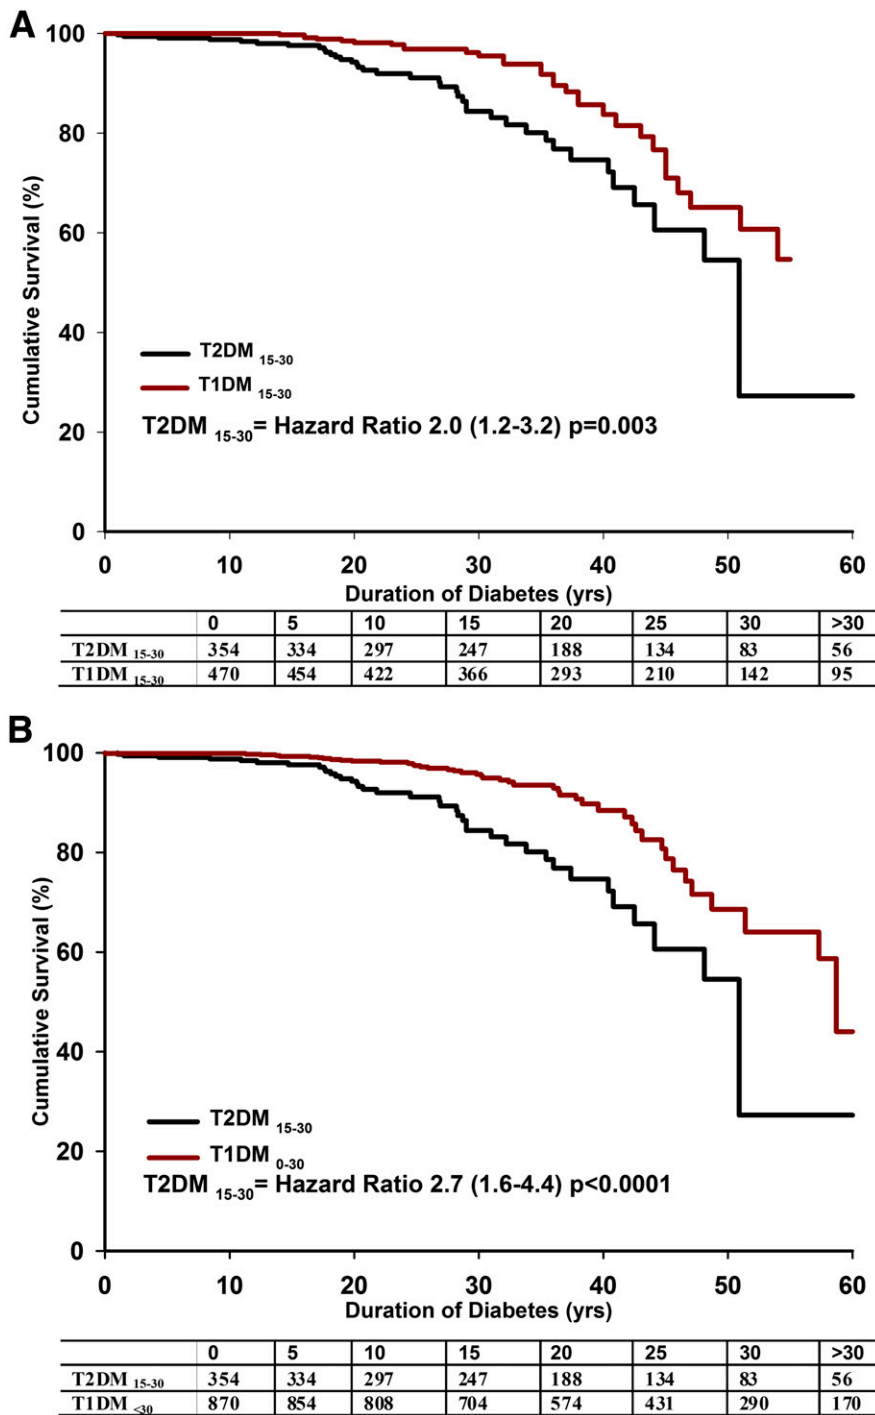 A
100
80
60
40
20
0
Cumulative Survival (%)
T2DM 15-30
T1DM 15-30
T2DM 15-30= Hazard Ratio 2.0 (1.2-3.2) p=0.003
0 10 20 30 40 50 60
Duration of Diabetes (yrs)
0 5 10 15 20 25 30 >30
T2DM 15-30 354 334 297 247 188 134 83 56
T1DM 15-30 470 454 422 366 293 210 142 95
B
100
80
60
40
20
0
Cumulative Survival (%)
T2DM 15-30
T1DM 0-30
T2DM 15-30= Hazard Ratio 2.7 (1.6-4.4) p<0.0001
0 10 20 30 40 50 60
Duration of Diabetes (yrs)
0 5 10 15 20 25 30 >30
T2DM 15-30 354 334 297 247 188 134 83 56
T1DM <30 870 854 808 704 574 431 290 170